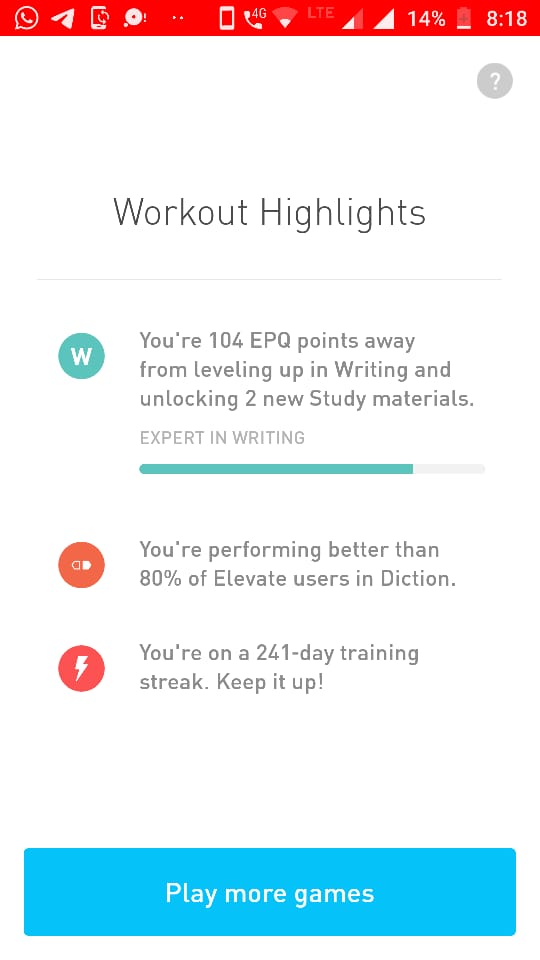 4G LTE 14% 8:18
?
Workout Highlights
W
You're 104 EPQ points away
from leveling up in Writing and
unlocking 2 new Study materials.
EXPERT IN WRITING
You're performing better than
80% of Elevate users in Diction.
You're on a 241-day training
streak. Keep it up!
Play more games